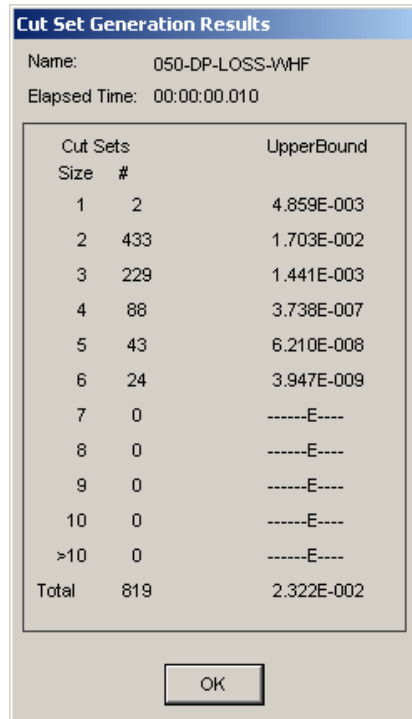 Cut Set Generation Results
Name: 050-DP-LOSS-WHF
Elapsed Time: 00:00:00.010
Cut Sets UpperBound
Size #
1 2 4.859E-003
2 433 1.703E-002
3 229 1.441E-003
4 88 3.738E-007
5 43 6.210E-008
6 24 3.947E-009
7 0 ------E----
8 0 ------E----
9 0 ------E----
10 0 ------E----
>10 0 ------E----
Total 819 2.322E-002
OK